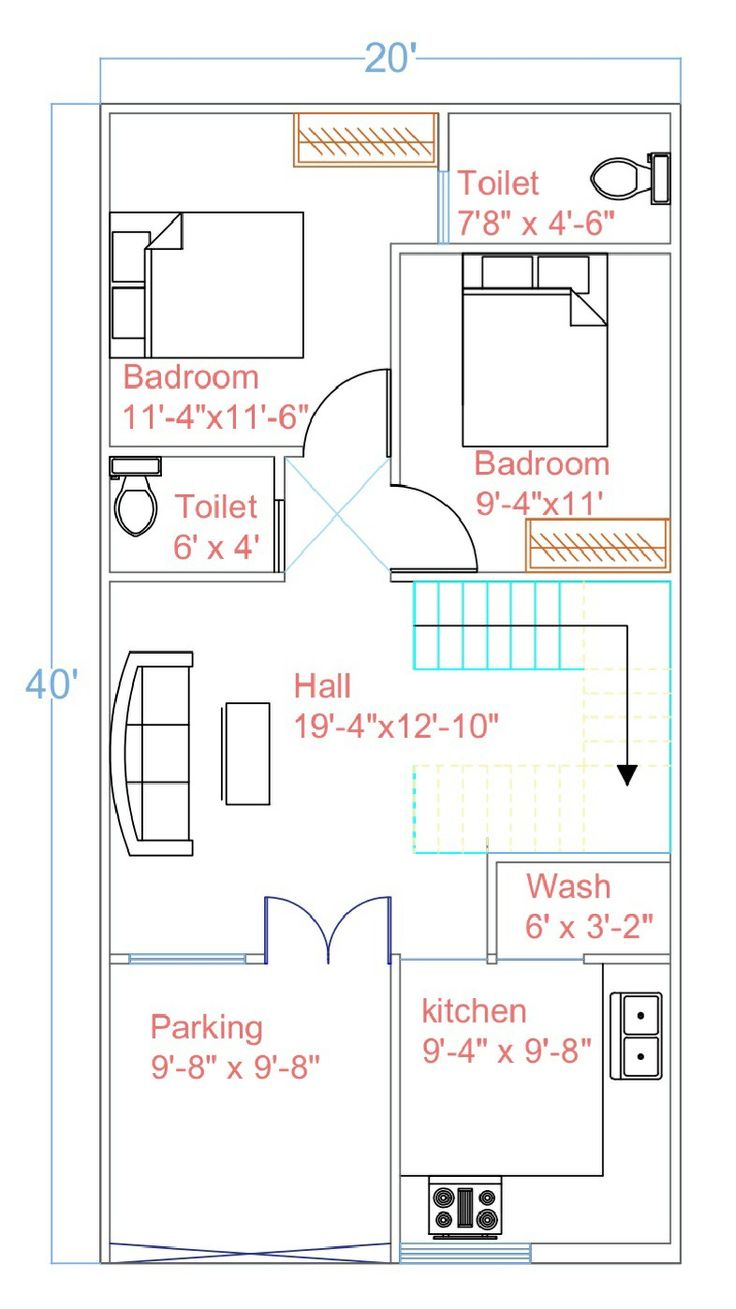 20'
Toilet
7'8" x 4'-6"
Badroom
11'-4"x11'-6"
Badroom
9'-4"x11'
Toilet
6' x 4'
40'
Hall
19'-4"x12'-10"
Wash
6' x 3'-2"
Parking
9'-8" x 9'-8"
kitchen
9'-4" x 9'-8"